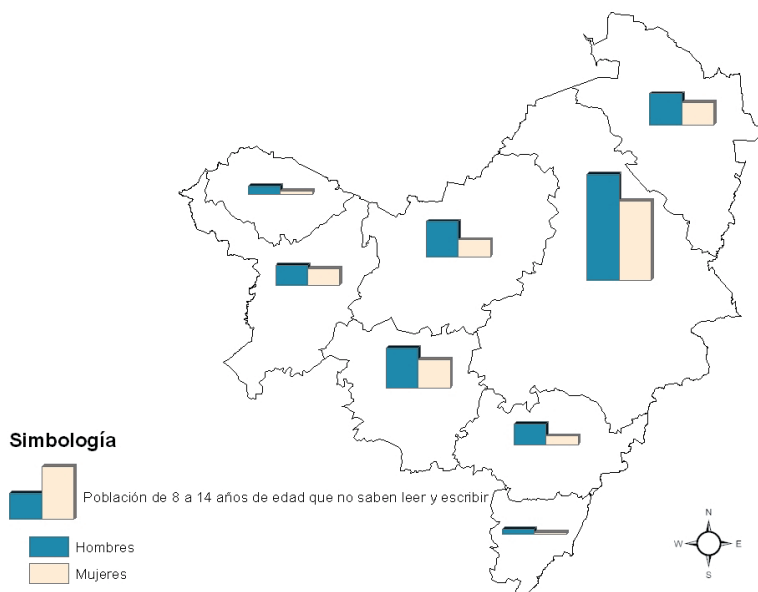 Simbología
Población de 8 a 14 años de edad que no saben leer y escribir
Hombres
Mujeres
N
W E
S